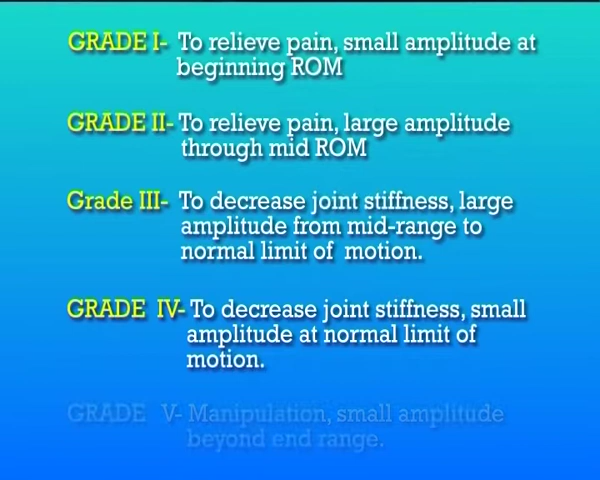 GRADE I- To relieve pain, small amplitude at
beginning ROM
GRADE II- To relieve pain, large amplitude
through mid ROM
Grade III- To decrease joint stiffness, large
amplitude from mid-range to
normal limit of motion.
GRADE IV- To decrease joint stiffness, small
amplitude at normal limit of
motion.
GRADE V- Manipulation, small amplitude
beyond end range.